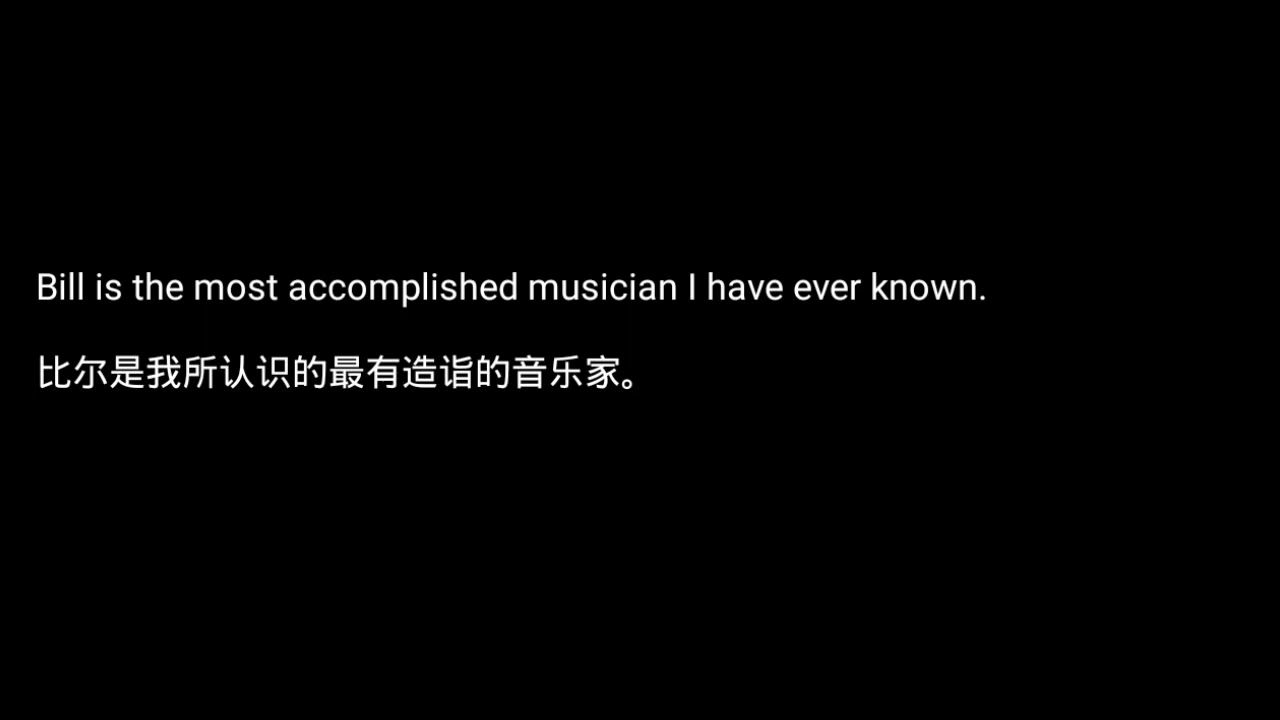 Bill is the most accomplished musician I have ever known.
比尔是我所认识的最有造诣的音乐家。